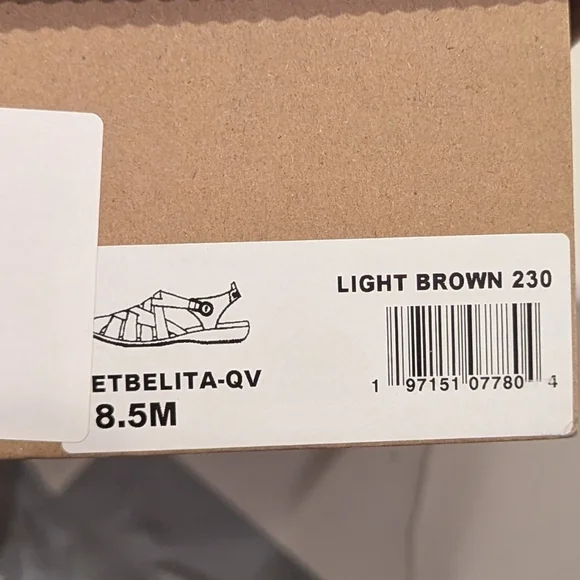 LIGHT BROWN 230
1 97151 07780 4
ETBELITA-QV
8.5M